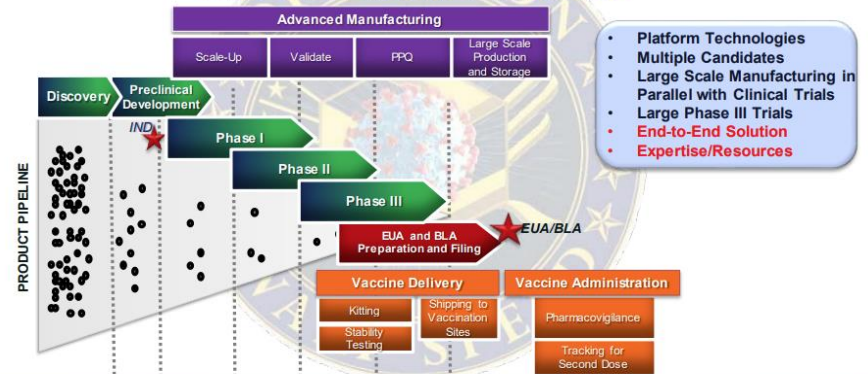 Advanced Manufacturing
Scale-Up
Validate
PPQ
Large Scale
Production
and Storage
• Platform Technologies
• Multiple Candidates
• Large Scale Manufacturing in
Parallel with Clinical Trials
• Large Phase III Trials
• End-to-End Solution
• Expertise/Resources
Discovery
Preclinical
Development
IND
Phase I
Phase II
Phase III
EUA and BLA
Preparation and Filing
EUA/BLA
PRODUCT PIPELINE
Vaccine Delivery
Kitting
Stability
Testing
Shipping to
Vaccination
Sites
Vaccine Administration
Pharmacovigilance
Tracking for
Second Dose